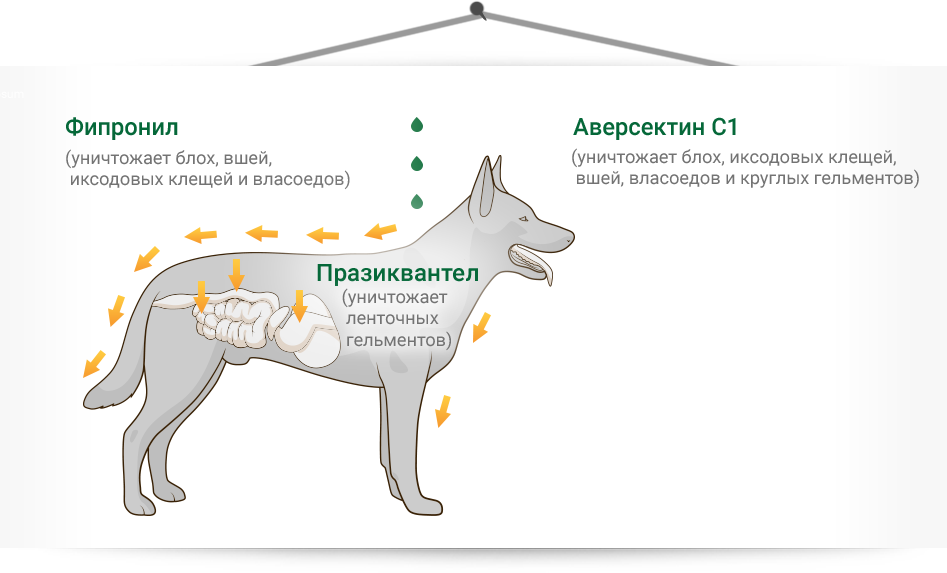 Фипронил
(уничтожает блох, вшей,
иксодовых клещей и власоедов)
Аверсектин С1
(уничтожает блох, иксодовых клещей,
вшей, власоедов и круглых гельментов)
Празиквантел
(уничтожает
ленточных
гельментов)